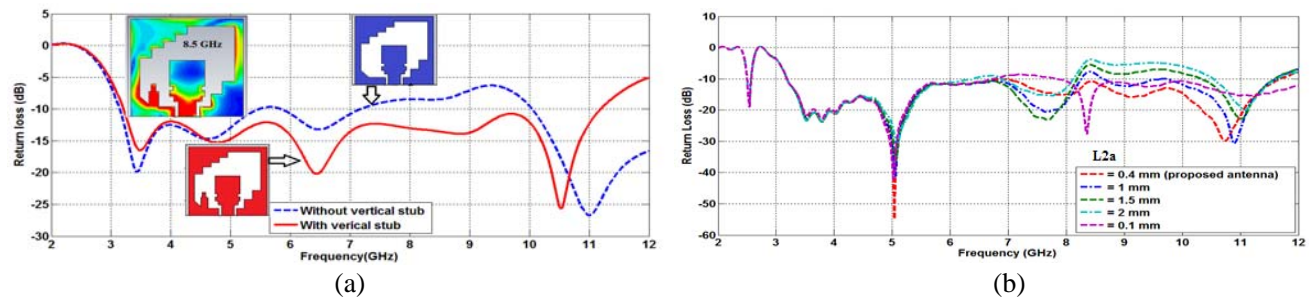 10
5
0
-5
-10
-15
-20
-25
-30
Return loss (dB)
8.5 GHz
Without vertical stub
With verical stub
2 3 4 5 6 7 8 9 10 11 12
Frequency(GHz)
(a)
10
0
-10
-20
-30
-40
-50
-60
Return Loss (dB)
L2a
= 0.4 mm (proposed antenna)
= 1 mm
= 1.5 mm
= 2 mm
= 0.1 mm
2 3 4 5 6 7 8 9 10 11 12
Frequency (GHz)
(b)